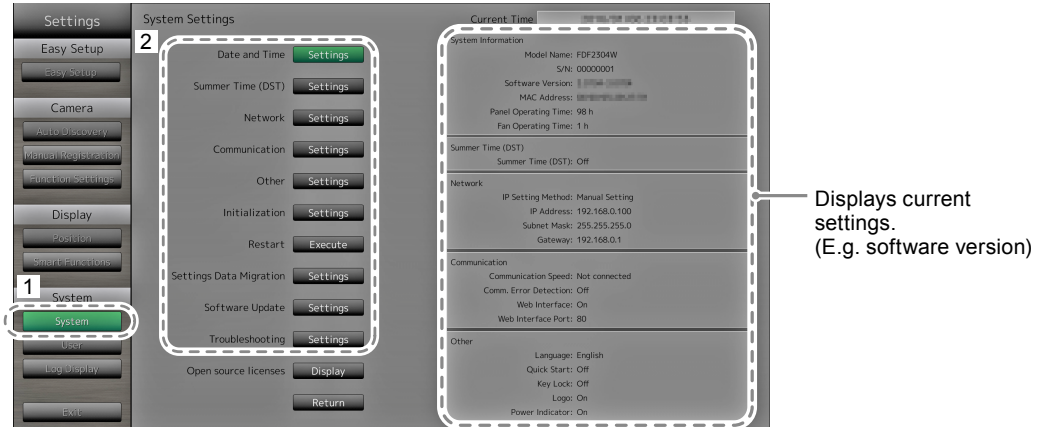 Settings
Easy Setup
Easy Setup
Camera
Auto Discovery
Manual Registration
Function Settings
Display
Position
Smart Functions
1
System
System
User
Log Display
Exit
System Settings
2
Date and Time Settings
Summer Time (DST) Settings
Network Settings
Communication Settings
Other Settings
Initialization Settings
Restart Execute
Settings Data Migration Settings
Software Update Settings
Troubleshooting Settings
Open source licenses Display
Return
Current Time
System Information
Model Name: FDF2304W
S/N: 00000001
Software Version:
MAC Address:
Panel Operating Time: 98 h
Fan Operating Time: 1 h
Summer Time (DST)
Summer Time (DST): Off
Network
IP Setting Method: Manual Setting
IP Address: 192.168.0.100
Subnet Mask: 255.255.255.0
Gateway: 192.168.0.1
Communication
Communication Speed: Not connected
Comm. Error Detection: Off
Web Interface: On
Web Interface Port: 80
Other
Language: English
Quick Start: Off
Key Lock: Off
Logo: On
Power Indicator: On
Displays current
settings.
(E.g. software version)